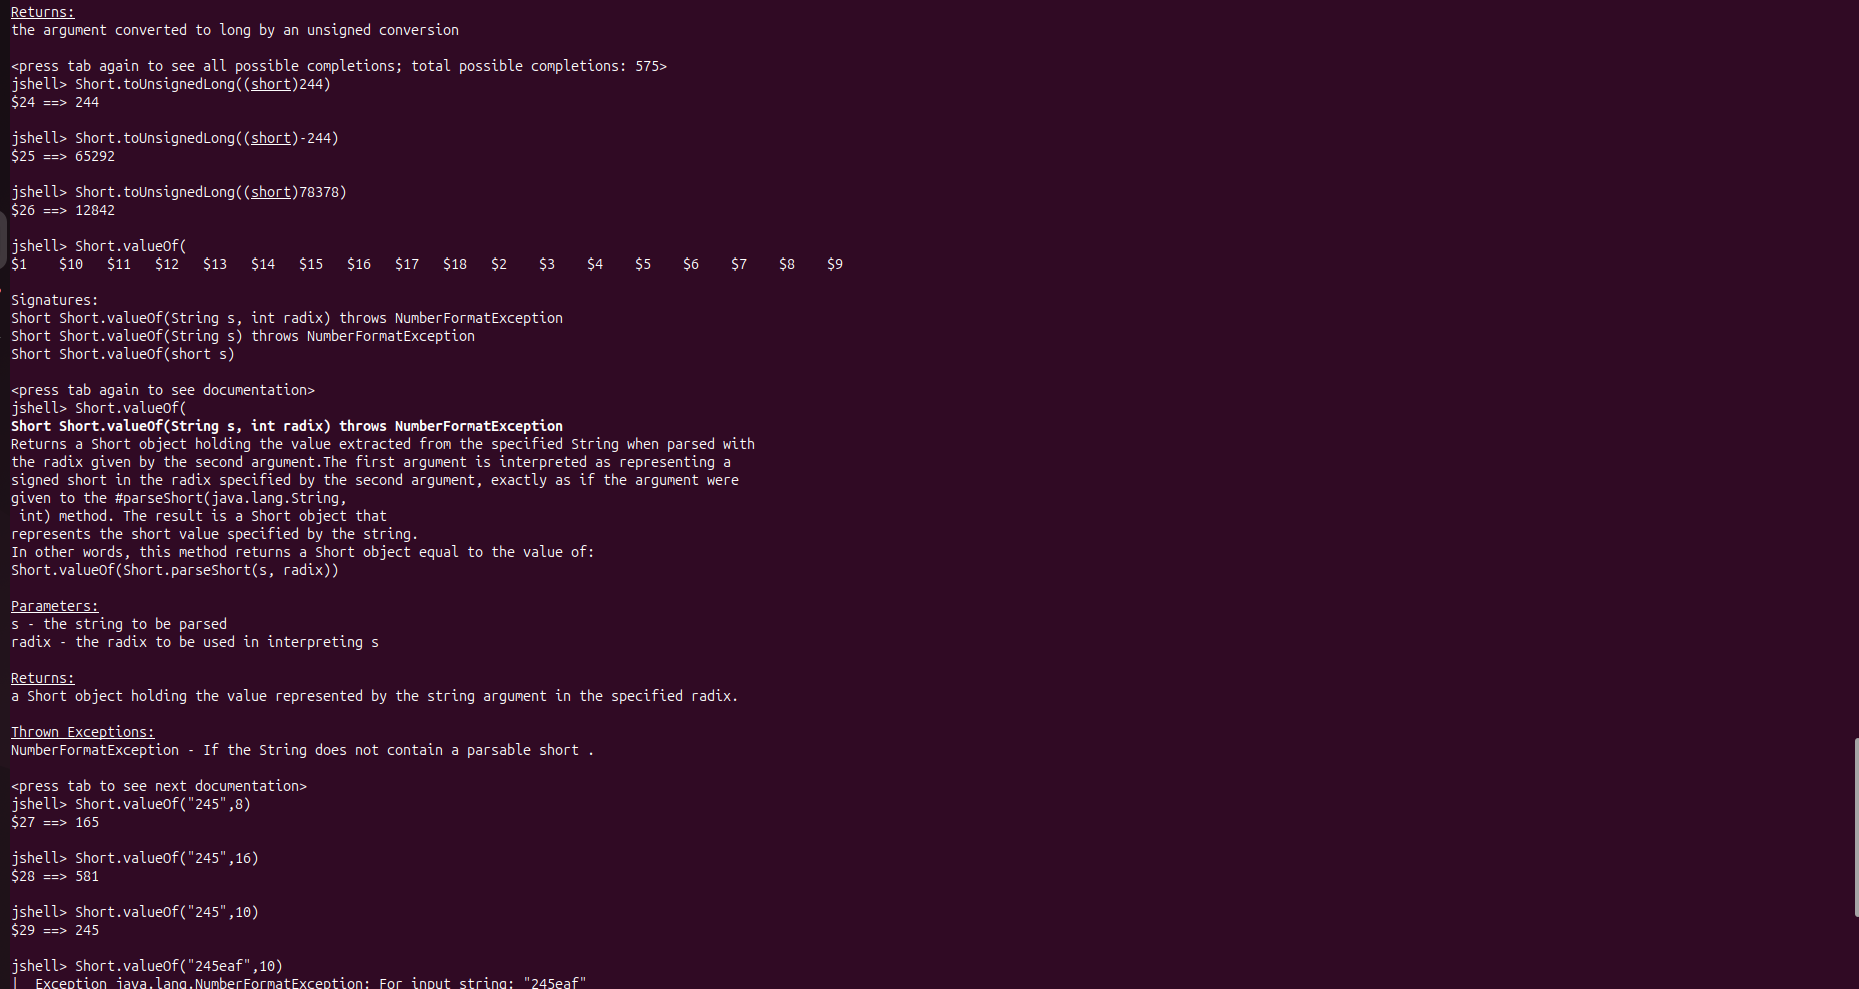 Returns:
the argument converted to long by an unsigned conversion
<press tab again to see all possible completions; total possible completions: 575>
jshell> Short.toUnsignedLong((short)244)
$24 ==> 244
jshell> Short.toUnsignedLong((short)-244)
$25 ==> 65292
jshell> Short.toUnsignedLong((short)78378)
$26 ==> 12842
jshell> Short.valueOf(
$1 $10 $11 $12 $13 $14 $15 $16 $17 $18 $2 $3 $4 $5 $6 $7 $8 $9
Signatures:
Short Short.valueOf(String s, int radix) throws NumberFormatException
Short Short.valueOf(String s) throws NumberFormatException
Short Short.valueOf(short s)
<press tab again to see documentation>
jshell> Short.valueOf(
Short Short.valueOf(String s, int radix) throws NumberFormatException
Returns a Short object holding the value extracted from the specified String when parsed with
the radix given by the second argument.The first argument is interpreted as representing a
signed short in the radix specified by the second argument, exactly as if the argument were
given to the #parseShort(java.lang.String,
int) method. The result is a Short object that
represents the short value specified by the string.
In other words, this method returns a Short object equal to the value of:
Short.valueOf(Short.parseShort(s, radix))
Parameters:
s - the string to be parsed
radix - the radix to be used in interpreting s
Returns:
a Short object holding the value represented by the string argument in the specified radix.
Thrown Exceptions:
NumberFormatException - If the String does not contain a parsable short .
<press tab to see next documentation>
jshell> Short.valueOf("245",8)
$27 ==> 165
jshell> Short.valueOf("245",16)
$28 ==> 581
jshell> Short.valueOf("245",10)
$29 ==> 245
jshell> Short.valueOf("245eaf",10)
| Exception java.lang.NumberFormatException: For input string: "245eaf"